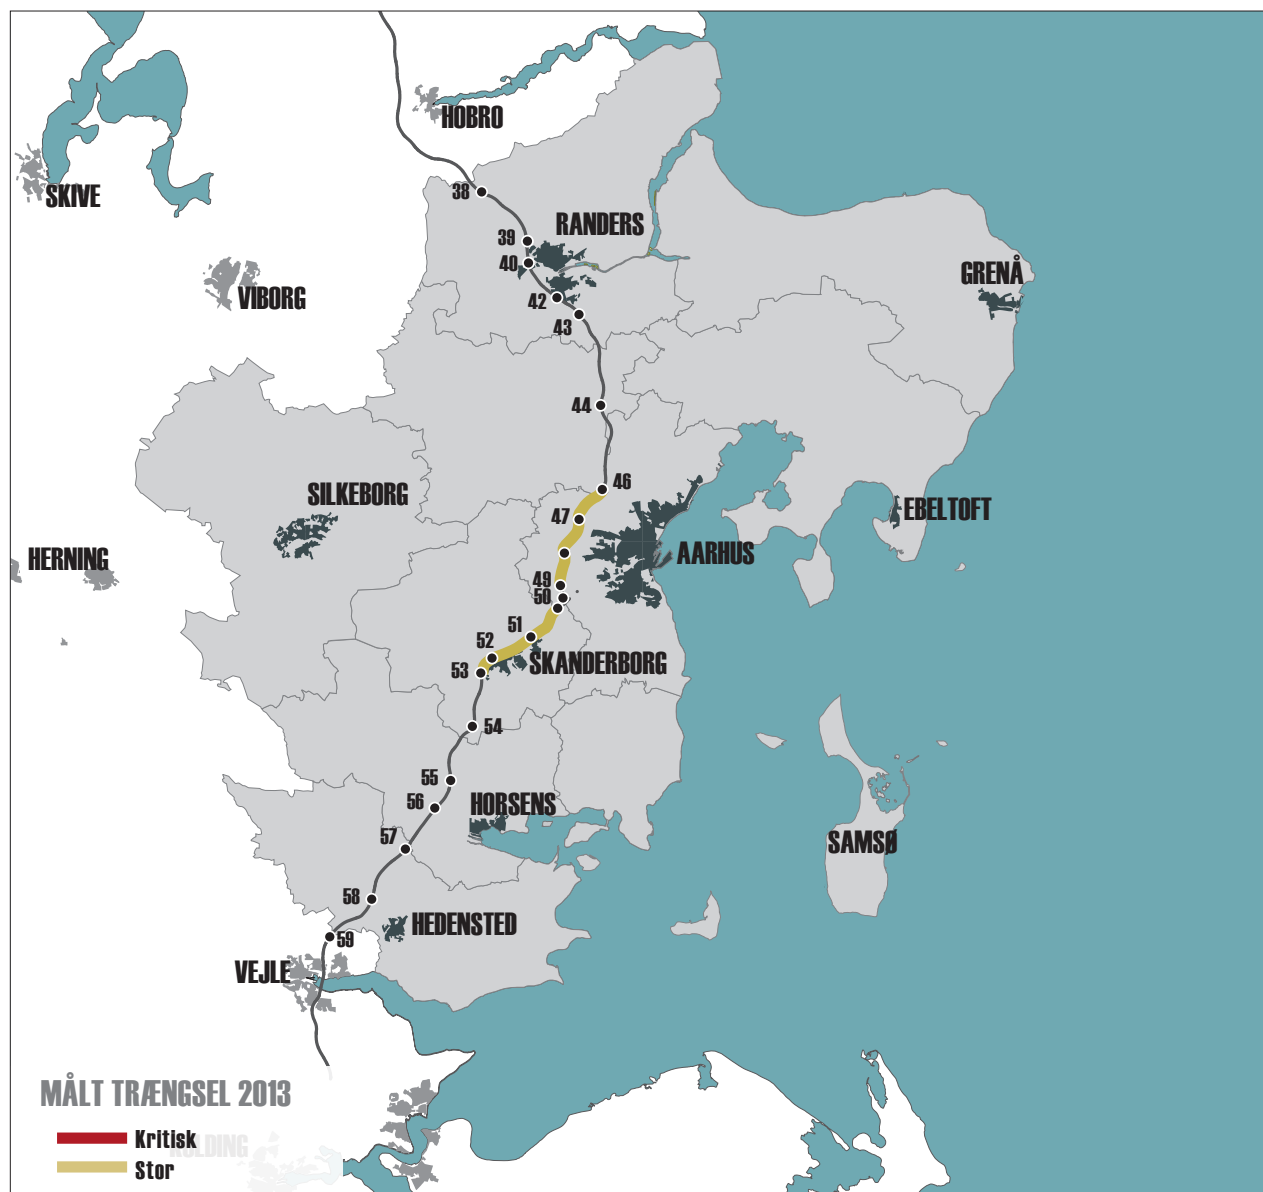 HOBRO
SKIVE
38
RANDERS
39
40
GRENÅ
VIBORG
42
43
44
46
SILKEBORG
47
EBELTOFT
HERNING
AARHUS
49
50
51
52
SKANDERBORG
53
54
55
56
HORSENS
57
SAMSØ
58
HEDENSTED
59
VEJLE
MÅLT TRÆNGSEL 2013
Kritisk
KOLDING
Stor